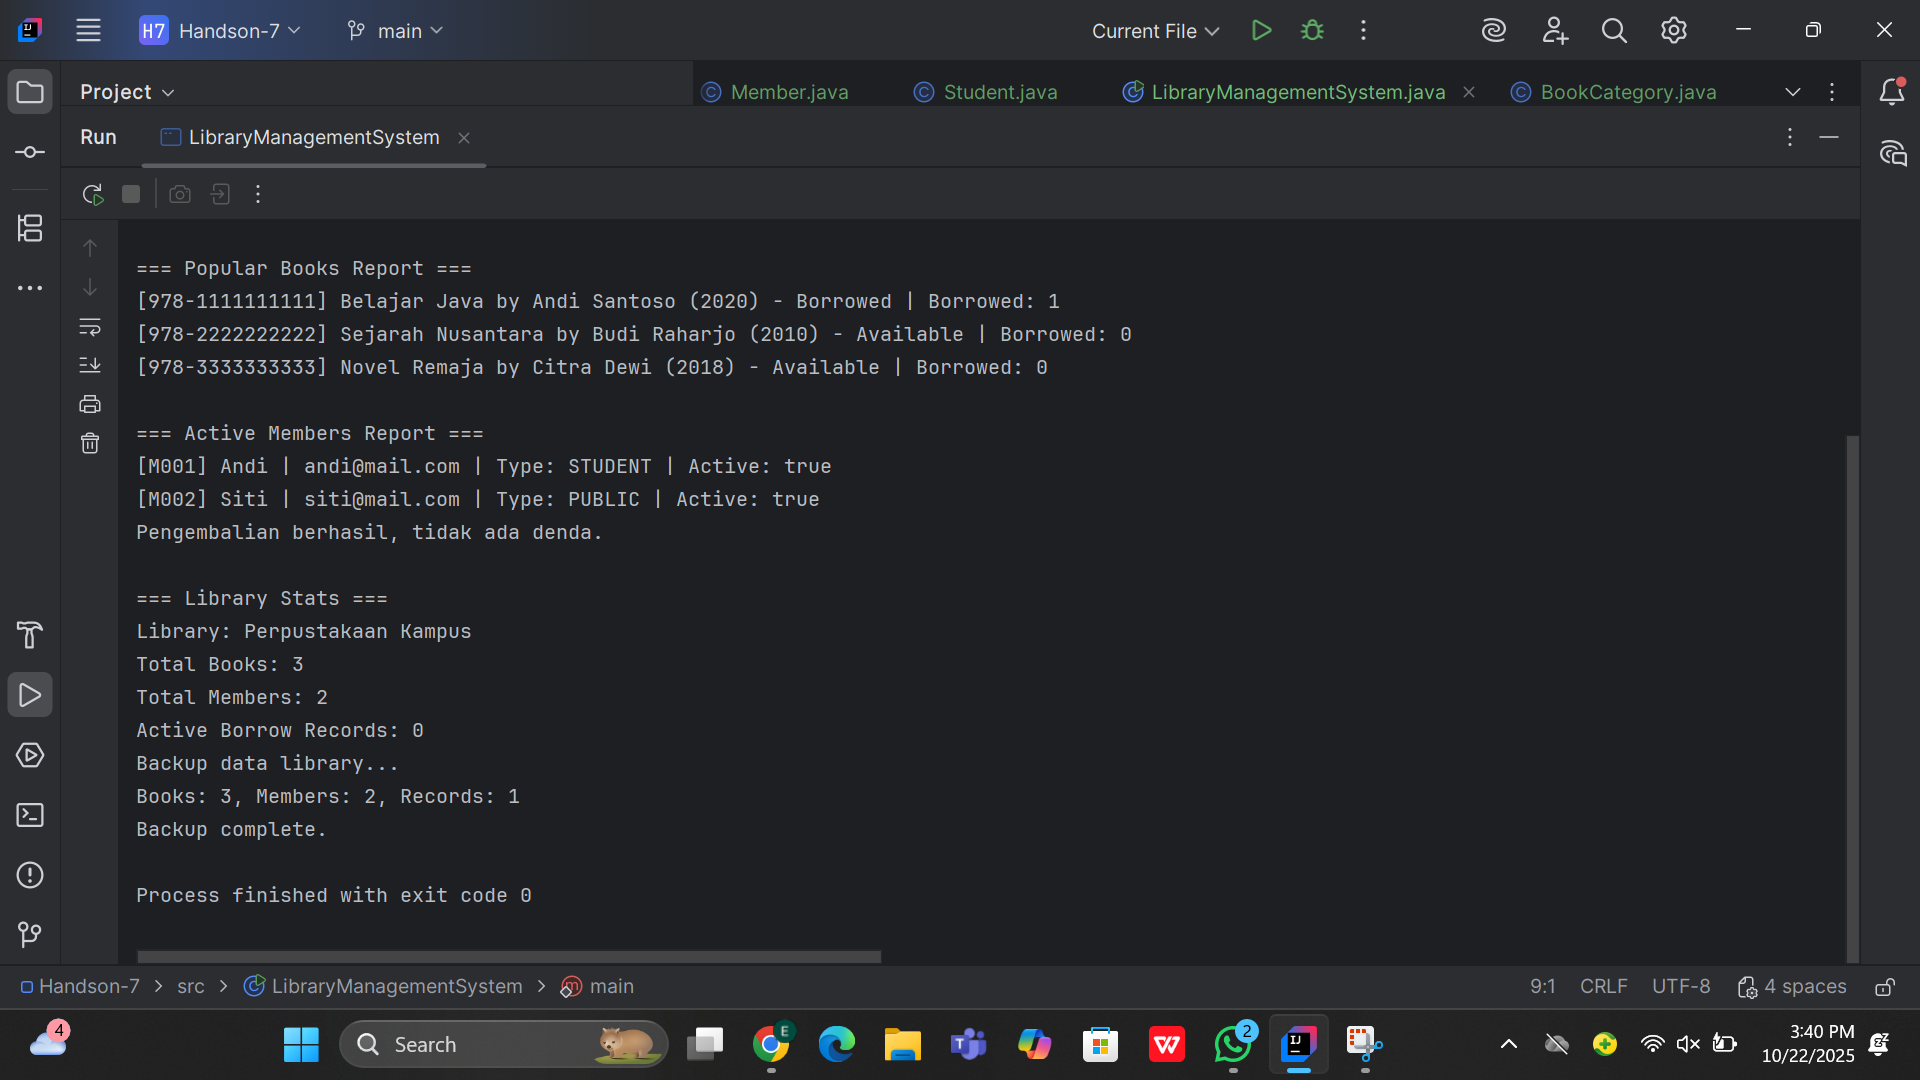 H7 Handson-7 main Current File
Project Member.java Student.java LibraryManagementSystem.java BookCategory.java
Run LibraryManagementSystem
=== Popular Books Report ===
[978-1111111111] Belajar Java by Andi Santoso (2020) - Borrowed | Borrowed: 1
[978-2222222222] Sejarah Nusantara by Budi Raharjo (2010) - Available | Borrowed: 0
[978-3333333333] Novel Remaja by Citra Dewi (2018) - Available | Borrowed: 0
=== Active Members Report ===
[M001] Andi | andi@mail.com | Type: STUDENT | Active: true
[M002] Siti | siti@mail.com | Type: PUBLIC | Active: true
Pengembalian berhasil, tidak ada denda.
=== Library Stats ===
Library: Perpustakaan Kampus
Total Books: 3
Total Members: 2
Active Borrow Records: 0
Backup data library...
Books: 3, Members: 2, Records: 1
Backup complete.
Process finished with exit code 0
Handson-7 > src > LibraryManagementSystem > main 9:1 CRLF UTF-8 4 spaces
4 Search E 2 3:40 PM
10/22/2025